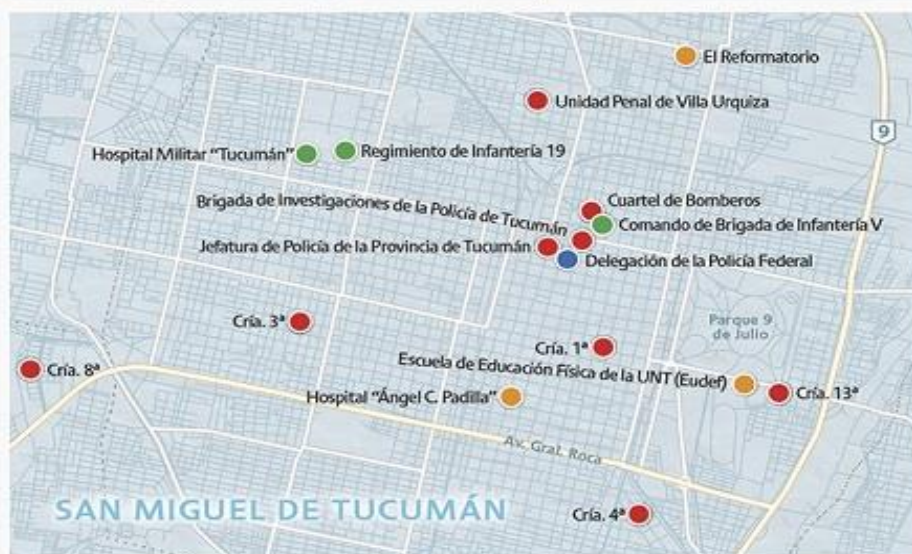 El Reformatorio
Unidad Penal de Villa Urquiza
9
Hospital Militar "Tucumán"
Regimiento de Infantería 19
Cuartel de Bomberos
Brigada de Investigaciones de la Policía de Tucumán
Comando de Brigada de Infantería V
Jefatura de Policía de la Provincia de Tucumán
Delegación de la Policía Federal
Cría. 3ª
Parque 9
de Julio
Cría. 1ª
Cría. 8ª
Escuela de Educación Física de la UNT (Eudef)
Cría. 13ª
Hospital "Ángel C. Padilla"
Av. Gral. Roca
SAN MIGUEL DE TUCUMÁN
Cría. 4ª